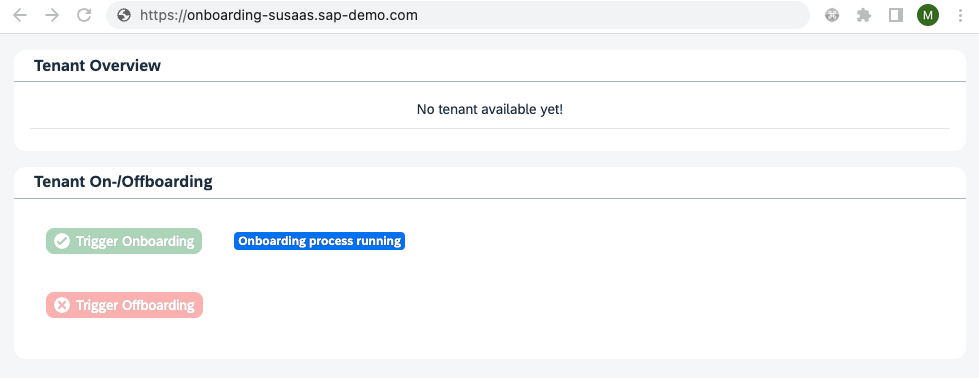 https://onboarding-susaas.sap-demo.com
M
Tenant Overview
No tenant available yet!
Tenant On-/Offboarding
Trigger Onboarding
Onboarding process running
Trigger Offboarding